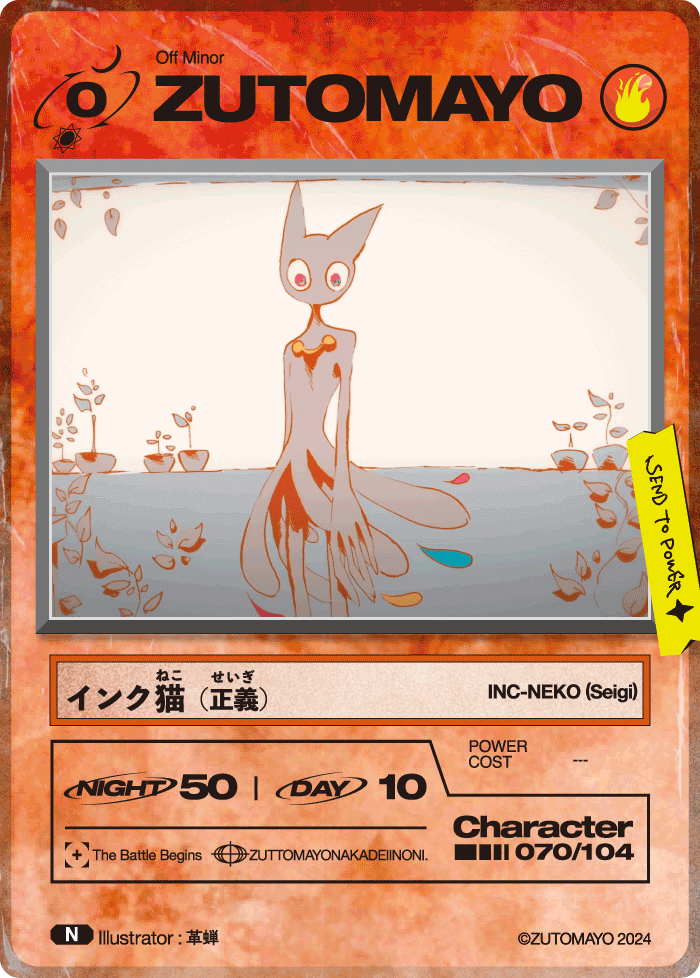 Off Minor
ZUTOMAYO
SEND TO POWER
ねこ せいぎ
インク猫（正義）
INC-NEKO (Seigi)
POWER
COST ---
NIGHT 50 | DAY 10
Character
070/104
The Battle Begins ZUTTOMAYONAKADEIINONI.
N Illustrator : 革蝉
©ZUTOMAYO 2024